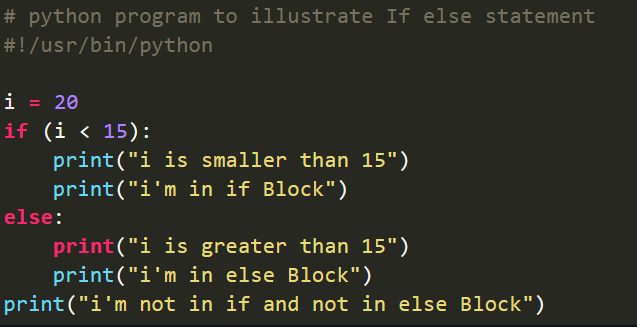 # python program to illustrate If else statement
#!/usr/bin/python

i = 20
if (i < 15):
    print("i is smaller than 15")
    print("i'm in if Block")
else:
    print("i is greater than 15")
    print("i'm in else Block")
print("i'm not in if and not in else Block")